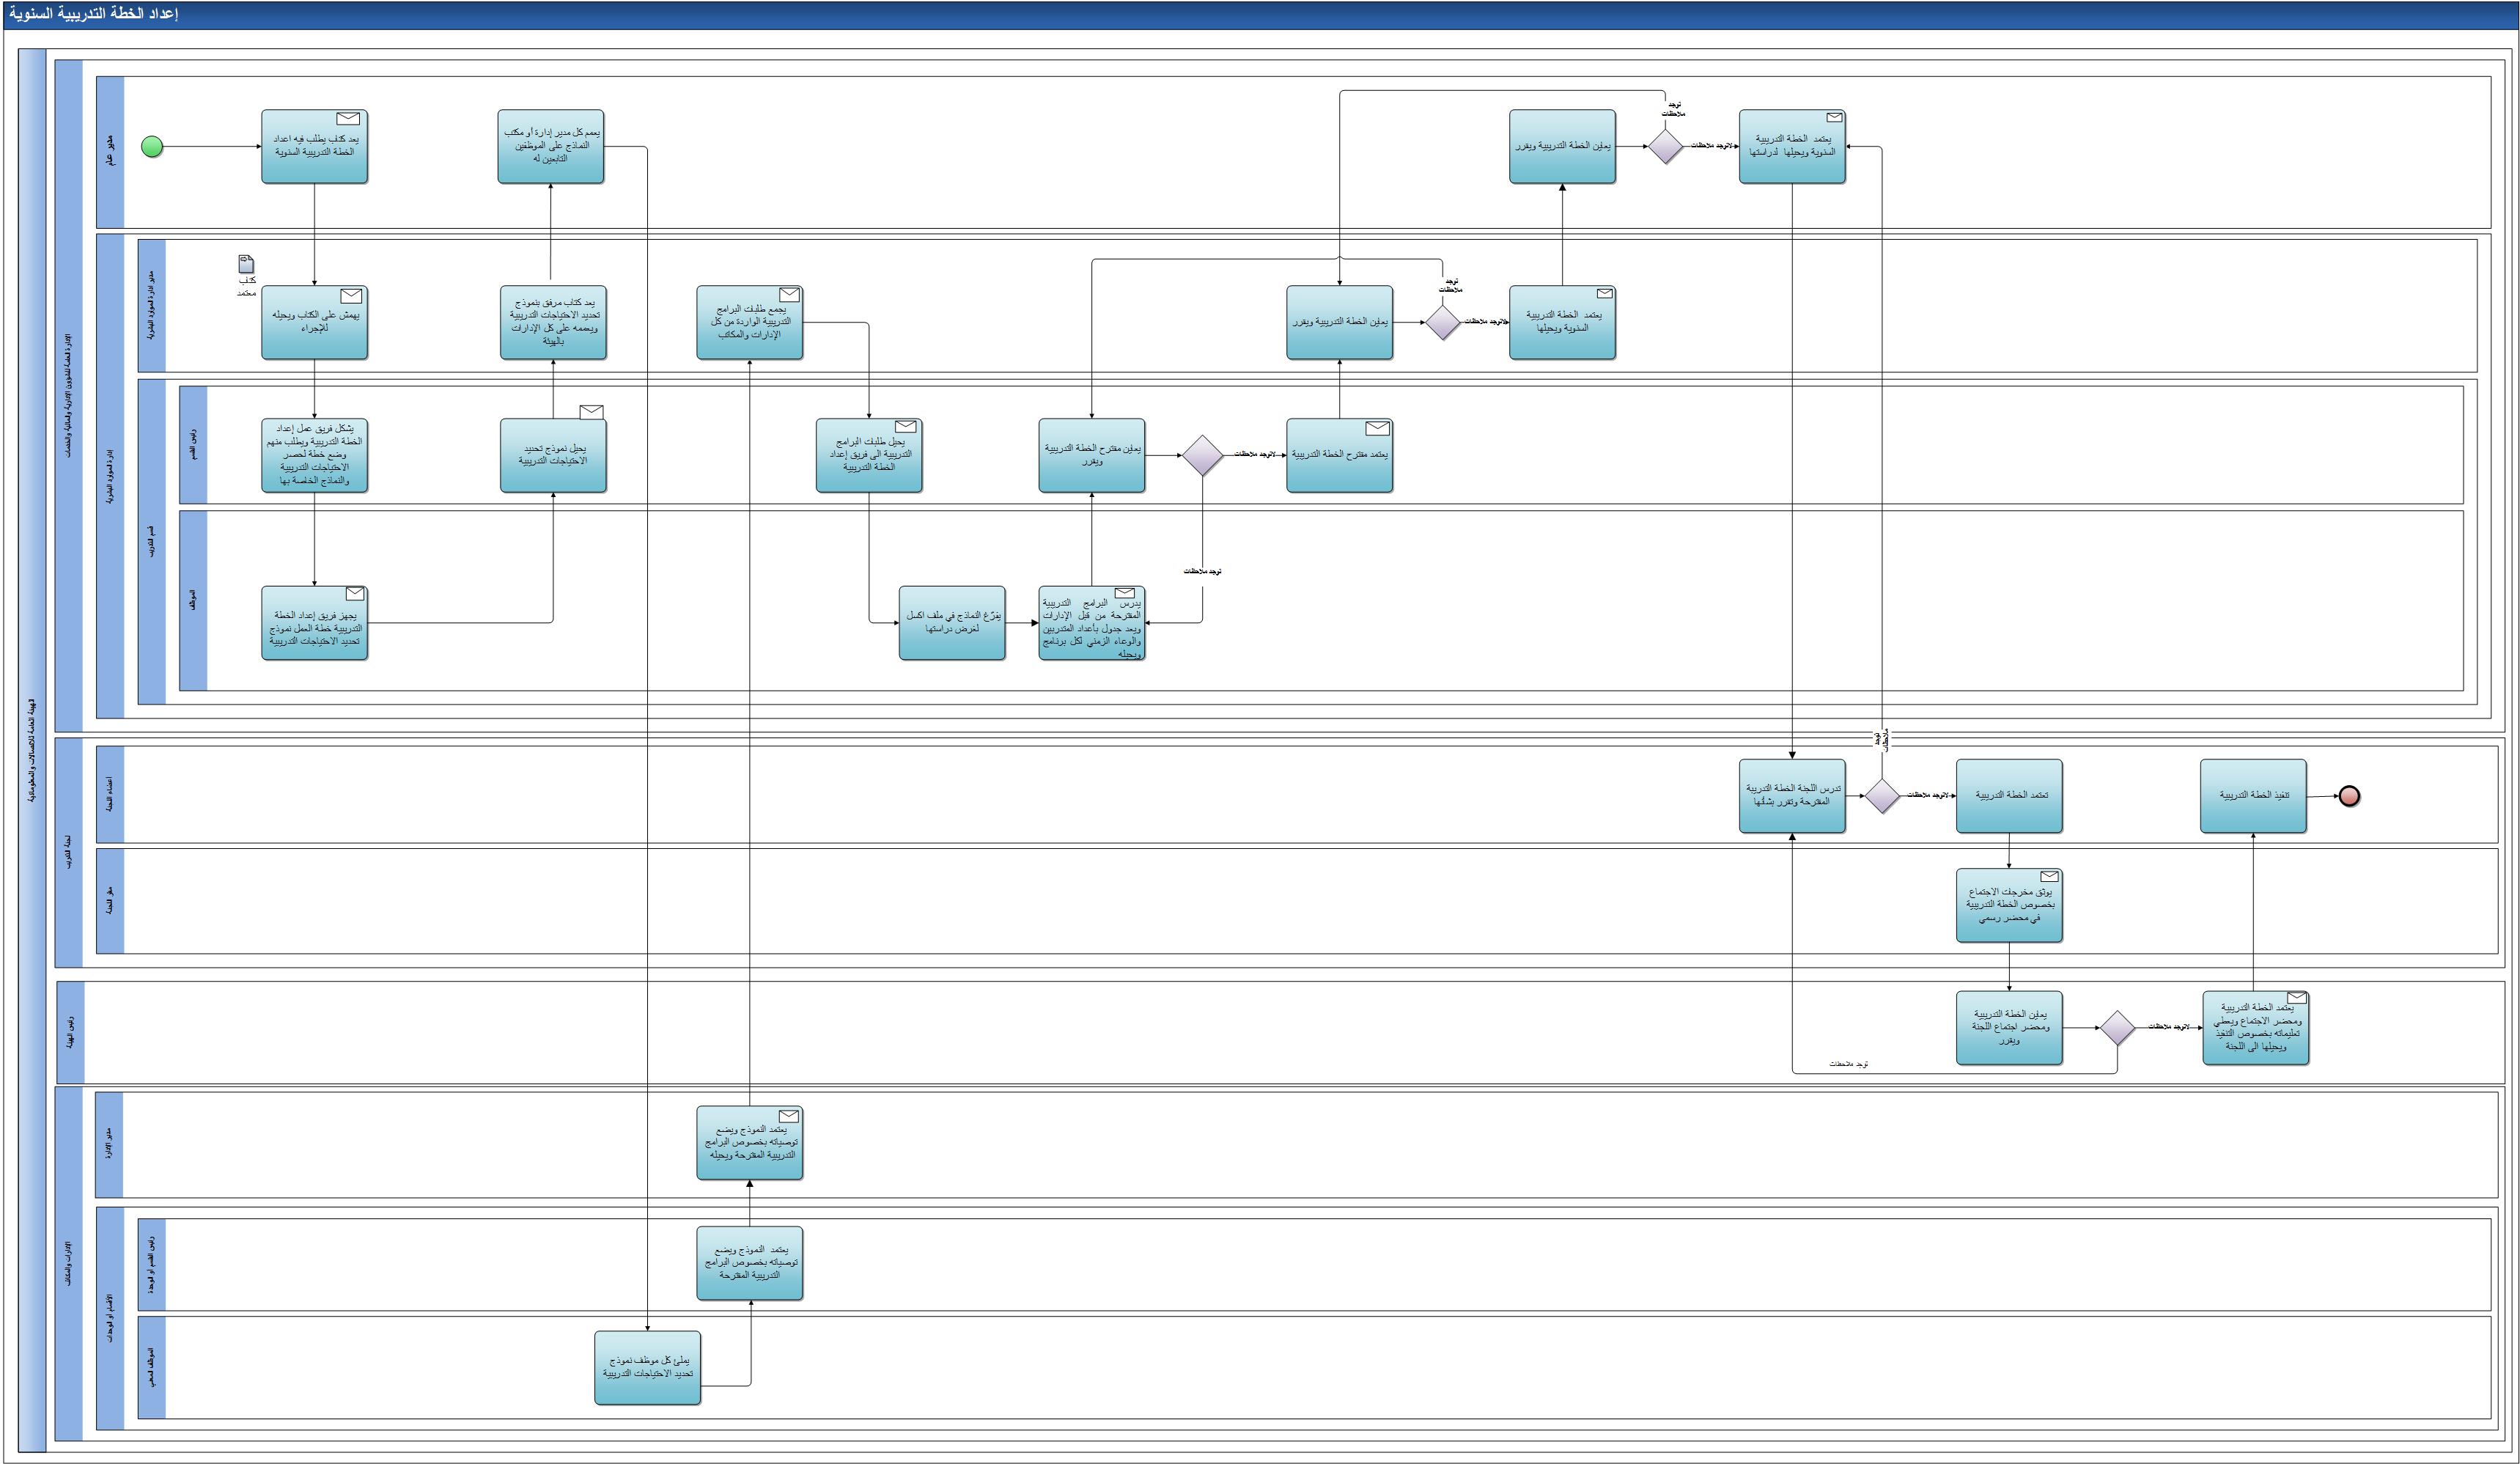 إعداد الخطة التدريبية السنوية
الهيئة العامة للاتصالات والمعلوماتية
الإدارة العامة للشؤون الإدارية والمالية والخدمات
مدير عام
يعد كتاب يطلب فيه اعداد
الخطة التدريبية السنوية
يعمم كل مدير إدارة أو مكتب
النماذج على الموظفين
التابعين له
يعاين الخطة التدريبية ويقرر
توجد
ملاحظات
لاتوجد ملاحظات
يعتمد الخطة التدريبية
السنوية ويحيلها لدراستها
إدارة الموارد البشرية
مدير إدارة الموارد البشرية
كتاب
معتمد
يهمش على الكتاب ويحيله
للإجراء
يعد كتاب مرفق بنموذج
تحديد الاحتياجات التدريبية
ويعممه على كل الإدارات
بالهيئة
يجمع طلبات البرامج
التدريبية الواردة من كل
الإدارات والمكاتب
يعاين الخطة التدريبية ويقرر
توجد
ملاحظات
لاتوجد ملاحظات
يعتمد الخطة التدريبية
السنوية ويحيلها
قسم التدريب
رئيس القسم
يشكل فريق عمل إعداد
الخطة التدريبية ويطلب منهم
وضع خطة لحصر
الاحتياجات التدريبية
والنماذج الخاصة بها
يحيل نموذج تحديد
الاحتياجات التدريبية
يحيل طلبات البرامج
التدريبية الى فريق إعداد
الخطة التدريبية
يعاين مقترح الخطة التدريبية
ويقرر
لاتوجد ملاحظات
يعتمد مقترح الخطة التدريبية
الموظف
توجد ملاحظات
يجهز فريق إعداد الخطة
التدريبية خطة العمل نموذج
تحديد الاحتياجات التدريبية
يفرّغ النماذج في ملف اكسل
لغرض دراستها
يدرس البرامج التدريبية
المقترحة من قبل الإدارات
ويعد جدول بأعداد المتدربين
والوعاء الزمني لكل برنامج
ويحيله
لجنة التدريب
أعضاء اللجنة
تدرس اللجنة الخطة التدريبة
المقترحة وتقرر بشأنها
توجد
ملاحظات
لاتوجد ملاحظات
تعتمد الخطة التدريبية
تنفيذ الخطة التدريبية
مقرر اللجنة
يوثق مخرجات الاجتماع
بخصوص الخطة التدريبية
في محضر رسمي
رئيس الهيئة
يعاين الخطة التدريبية
ومحضر اجتماع اللجنة
ويقرر
لاتوجد ملاحظات
توجد ملاحظات
يعتمد الخطة التدريبية
ومحضر الاجتماع ويعطي
تعليماته بخصوص التنفيذ
ويحيلها الى اللجنة
الإدارات والمكاتب
مدير الإدارة
يعتمد النموذج ويضع
توصياته بخصوص البرامج
التدريبية المقترحة ويحيله
الأقسام أو الوحدات
رئيس القسم أو الوحدة
يعتمد النموذج ويضع
توصياته بخصوص البرامج
التدريبية المقترحة
الموظف المعني
يملئ كل موظف نموذج
تحديد الاحتياجات التدريبية